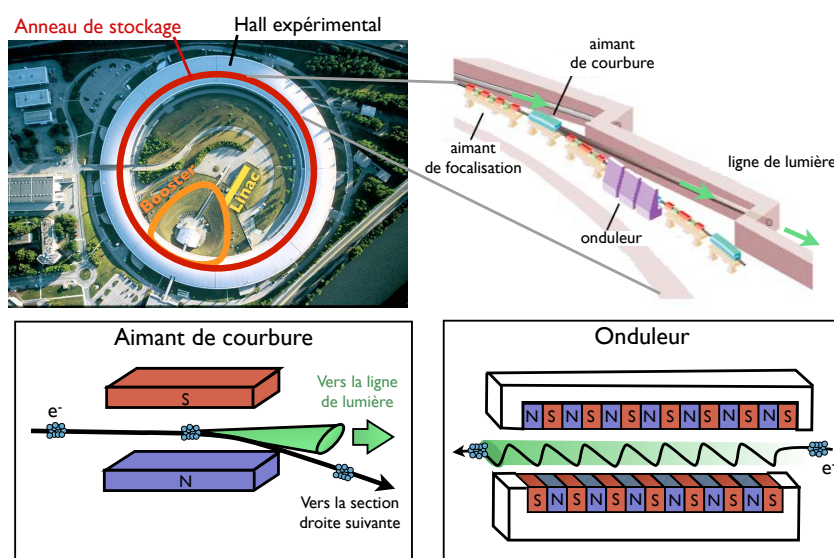 Anneau de stockage
Hall expérimental
Booster
Linac
aimant
de courbure
aimant
de focalisation
ligne de lumière
onduleur
Aimant de courbure
S
Vers la ligne
de lumière
e-
N
Vers la section
droite suivante
Onduleur
N S N S N S N S N S N S N S
e-
S N S N S N S N S N S N S